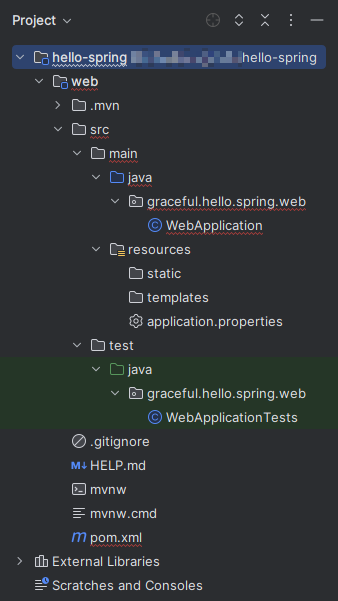 Project
hello-spring hello-spring
web
.mvn
src
main
java
graceful.hello.spring.web
WebApplication
resources
static
templates
application.properties
test
java
graceful.hello.spring.web
WebApplicationTests
.gitignore
M↓ HELP.md
mvnw
mvnw.cmd
m pom.xml
External Libraries
Scratches and Consoles